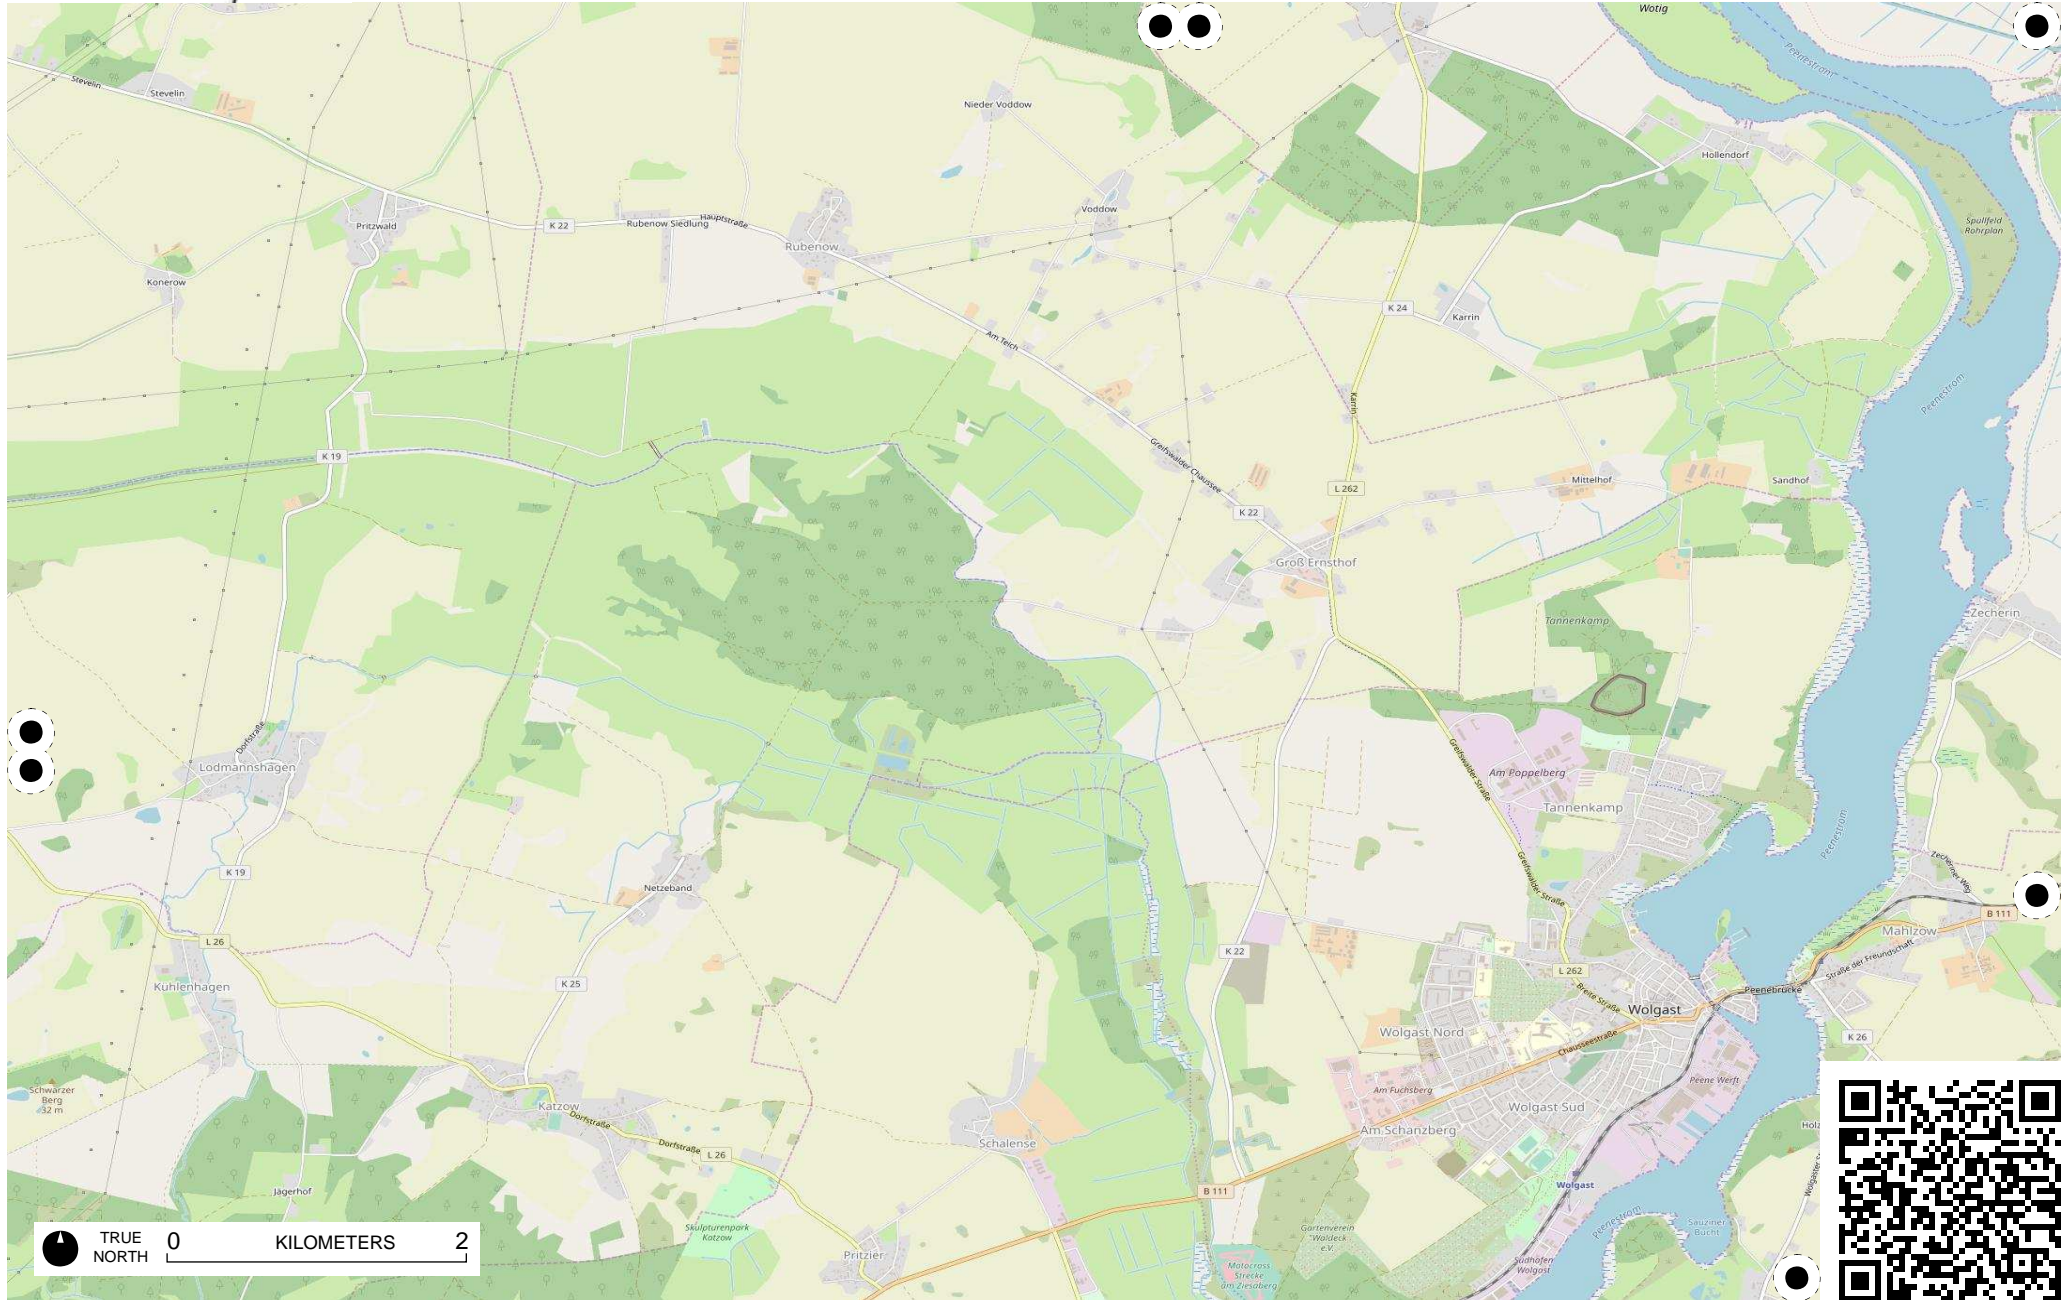 Wotig
Peenestrom
Stevelin
Stevelin
Nieder Voddow
Hollendorf
Voddow
Pritzwald
K 22
Rubenow Siedlung
Hauptstraße
Rubenow
Spüllfeld
Rohrplan
Konerow
K 24
Karrin
Am Teich
Peenestrom
Karrin
K 19
Greifswalder Chaussee
L 262
Mittelhof
Sandhof
K 22
Groß Ernsthof
Zecherin
Tannenkamp
Dorfstraße
Lodmannshagen
Greifswalder Straße
Am Poppelberg
Tannenkamp
Peenestrom
K 19
Netzeband
Greifswalder Straße
Zecheriner Weg
B 111
L 26
Mahlzow
K 22
Straße der Freundschaft
K 25
L 262
Kühlenhagen
Breite Straße
Peenebrücke
Wolgast
Wolgast Nord
Chausseestraße
K 26
Schwarzer
Berg
32 m
Am Fuchsberg
Peene Werft
Katzow
Wolgast Süd
Dorfstraße
Am Schanzberg
Holz
Schalense
Dorfstraße
L 26
Wolgast
Jägerhof
B 111
Wolgaster S
Skulpturenpark
Katzow
Gartenverein
"Waldeck
e.V.
Peenestrom
Sauziner
Bucht
TRUE
NORTH
0 KILOMETERS 2
Pritzier
Motocross
Strecke
am Ziesaberg
Südhafen
Wolgast